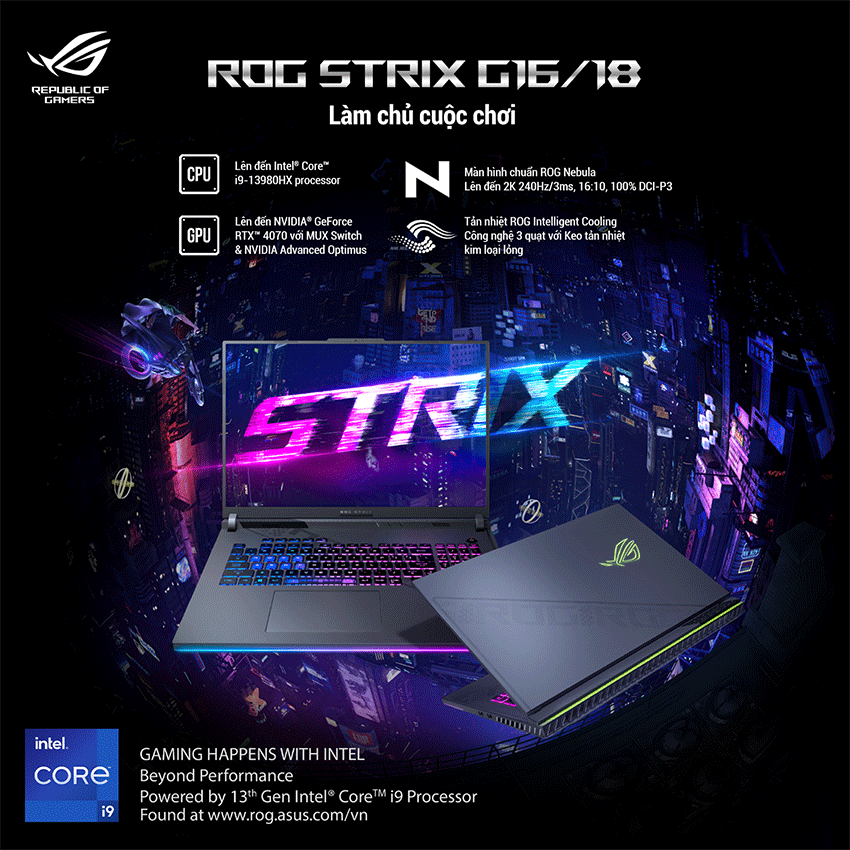 REPUBLIC OF
GAMERS
ROG STRIX G16/18
Làm chủ cuộc chơi
CPU
Lên đến Intel® Core™
i9-13980HX processor
N
Màn hình chuẩn ROG Nebula
Lên đến 2K 240Hz/3ms, 16:10, 100% DCI-P3
GPU
Lên đến NVIDIA® GeForce
RTX™ 4070 với MUX Switch
& NVIDIA Advanced Optimus
Tản nhiệt ROG Intelligent Cooling
Công nghệ 3 quạt với Keo tản nhiệt
kim loại lỏng
STRIX
ROG STRIX
intel.
CORE
i9
GAMING HAPPENS WITH INTEL
Beyond Performance
Powered by 13th Gen Intel® Core™ i9 Processor
Found at www.rog.asus.com/vn